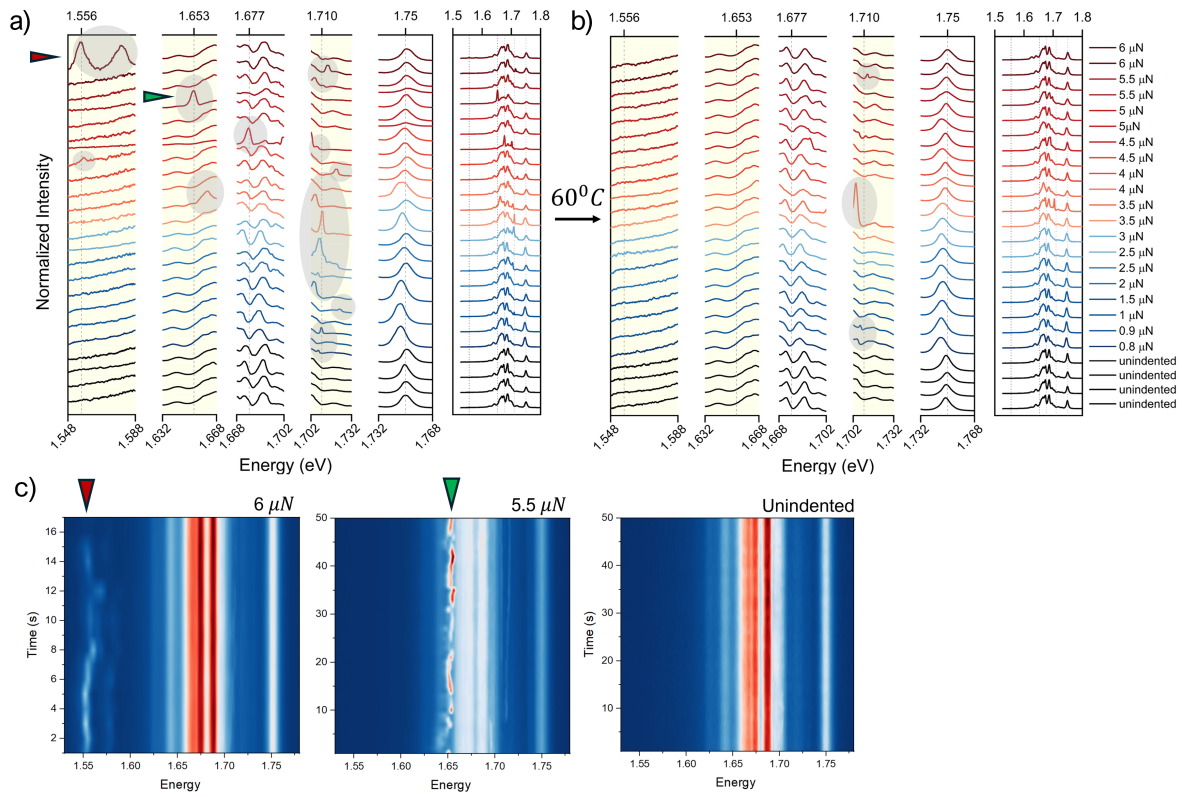 a)
1.556
1.653
1.677
1.710
1.75
1.5 1.6 1.7 1.8
b)
1.556
1.653
1.677
1.710
1.75
1.5 1.6 1.7 1.8
Normalized Intensity
60⁰C
6 µN
6 µN
5.5 µN
5.5 µN
5 µN
5µN
4.5 µN
4.5 µN
4 µN
4 µN
3.5 µN
3.5 µN
3 µN
2.5 µN
2.5 µN
2 µN
1.5 µN
1 µN
0.9 µN
0.8 µN
unindented
unindented
unindented
unindented
1.548
1.588
1.632
1.668
1.668
1.702
1.702
1.732
1.732
1.768
1.548
1.588
1.632
1.668
1.668
1.702
1.702
1.732
1.732
1.768
Energy (eV)
Energy (eV)
c)
6 µN
5.5 µN
Unindented
Time (s)
16
14
12
10
8
6
4
2
1.55 1.60 1.65 1.70 1.75
Energy
Time (s)
50
40
30
20
10
1.55 1.60 1.65 1.70 1.75
Energy
Time (s)
50
40
30
20
10
1.55 1.60 1.65 1.70 1.75
Energy